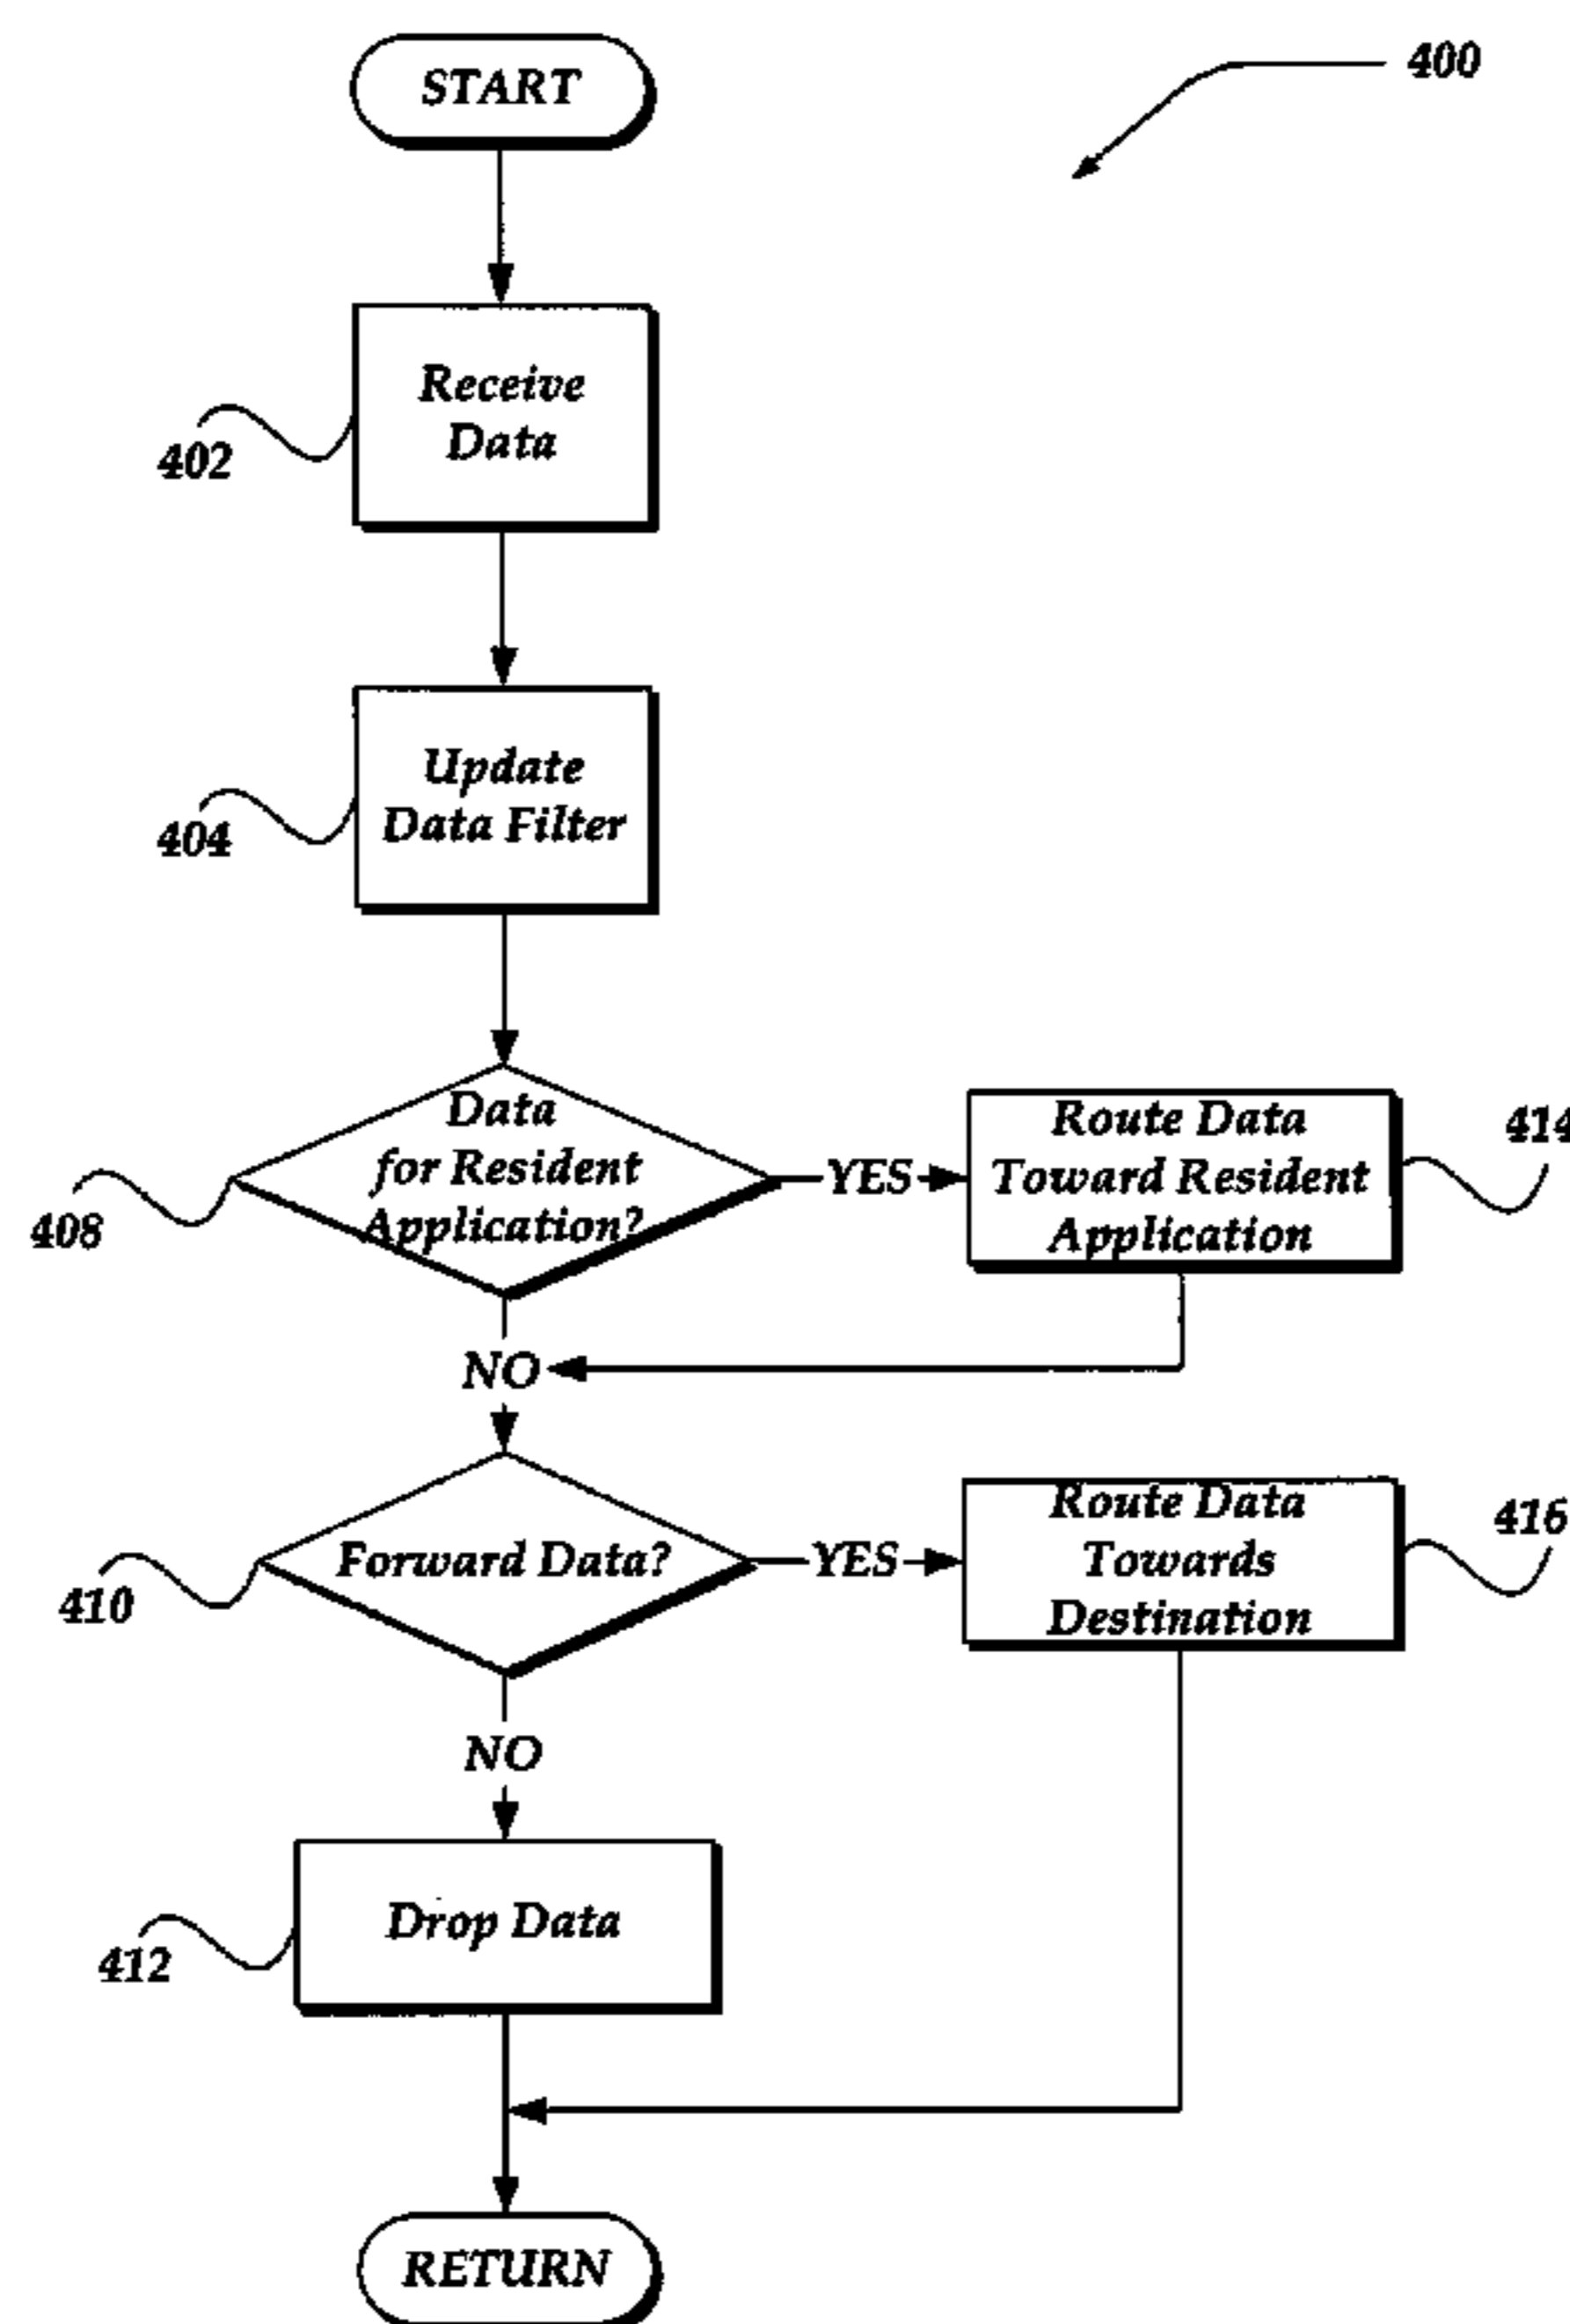 START
400
Receive
Data
402
Update
Data Filter
404
Data
for Resident
Application?
408
YES
Route Data
Toward Resident
Application
414
NO
Forward Data?
410
YES
Route Data
Towards
Destination
416
NO
Drop Data
412
RETURN